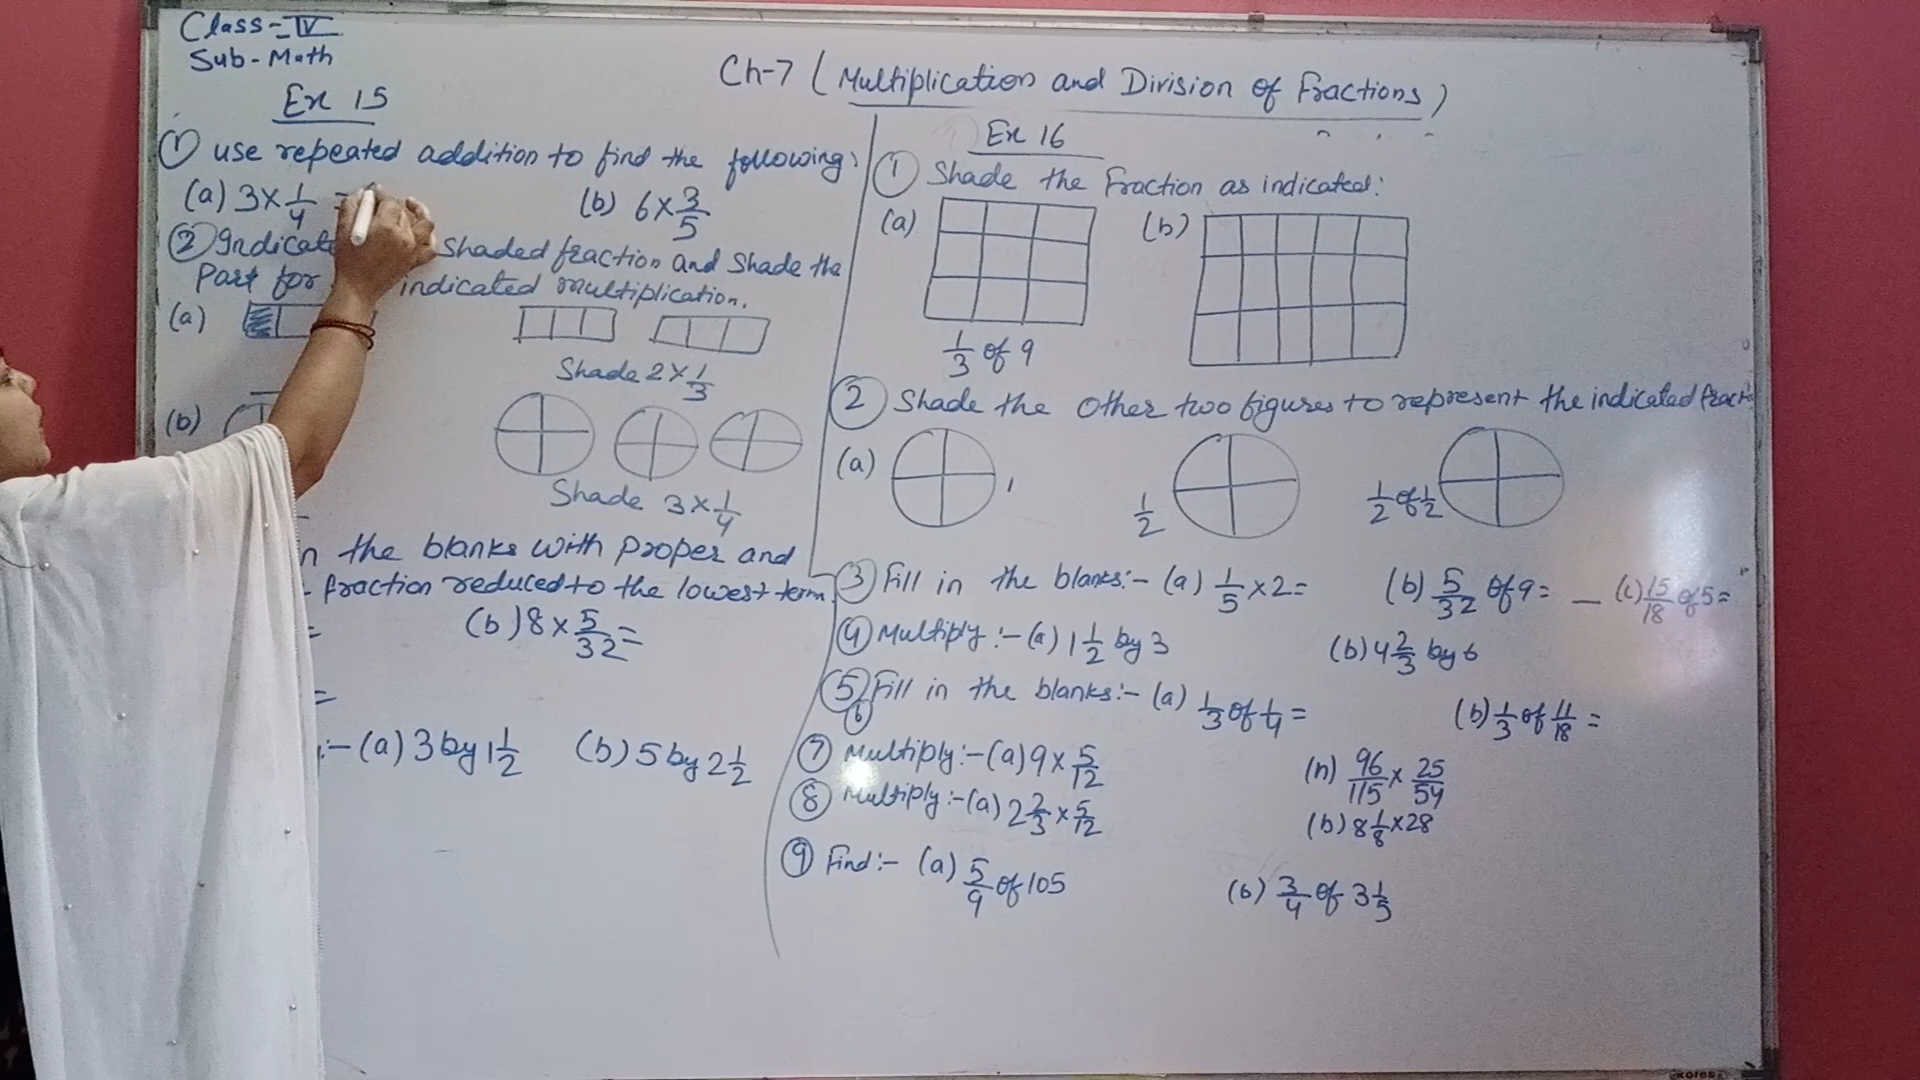 Class-IV
Sub-Math
Ch-7 (Multiplication and Division of Fractions)
Ex 15
① use repeated addition to find the following:
(a) 3×1/4 =
(b) 6×3/5
② Indicate shaded fraction and shade the
Part for indicated multiplication.
(a)
Shade 2×1/3
(b)
Shade 3×1/4
n the blanks with proper and
fraction reduced to the lowest term.
=
(b) 8×5/32=
=
:- (a) 3 by 1 1/2 (b) 5 by 2 1/2
Ex 16
① Shade the Fraction as indicated:
(a) (b)
1/3 of 9
② Shade the Other two figures to represent the indicated fract
(a) 1 1/2 1/2 of 1/2
③ Fill in the blanks:- (a) 1/5 ×2= (b) 5/32 of 9= _ (c) 15/18 of 5=
④ Multiply:- (a) 1 1/2 by 3 (b) 4 2/3 by 6
⑤ Fill in the blanks:- (a) 1/3 of 1/4 = (b) 1/3 of 11/18 =
⑥
⑦ Multiply:- (a) 9×5/12 (n) 96/115 × 25/54
⑧ Multiply:- (a) 2 2/3 × 5/12 (b) 8 1/8 ×28
⑨ Find:- (a) 5/9 of 105 (b) 3/4 of 3 1/5
kores